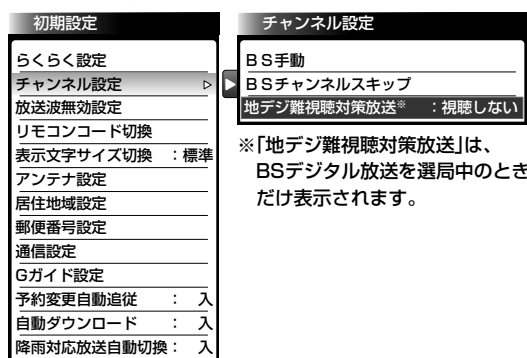 初期設定
らくらく設定
チャンネル設定
放送波無効設定
リモコンコード切換
表示文字サイズ切換 ：標準
アンテナ設定
居住地域設定
郵便番号設定
通信設定
Gガイド設定
予約変更自動追従 ： 入
自動ダウンロード ： 入
降雨対応放送自動切換： 入
チャンネル設定
BS手動
BSチャンネルスキップ
地デジ難視聴対策放送※ ：視聴しない
※「地デジ難視聴対策放送」は、
BSデジタル放送を選局中のとき
だけ表示されます。